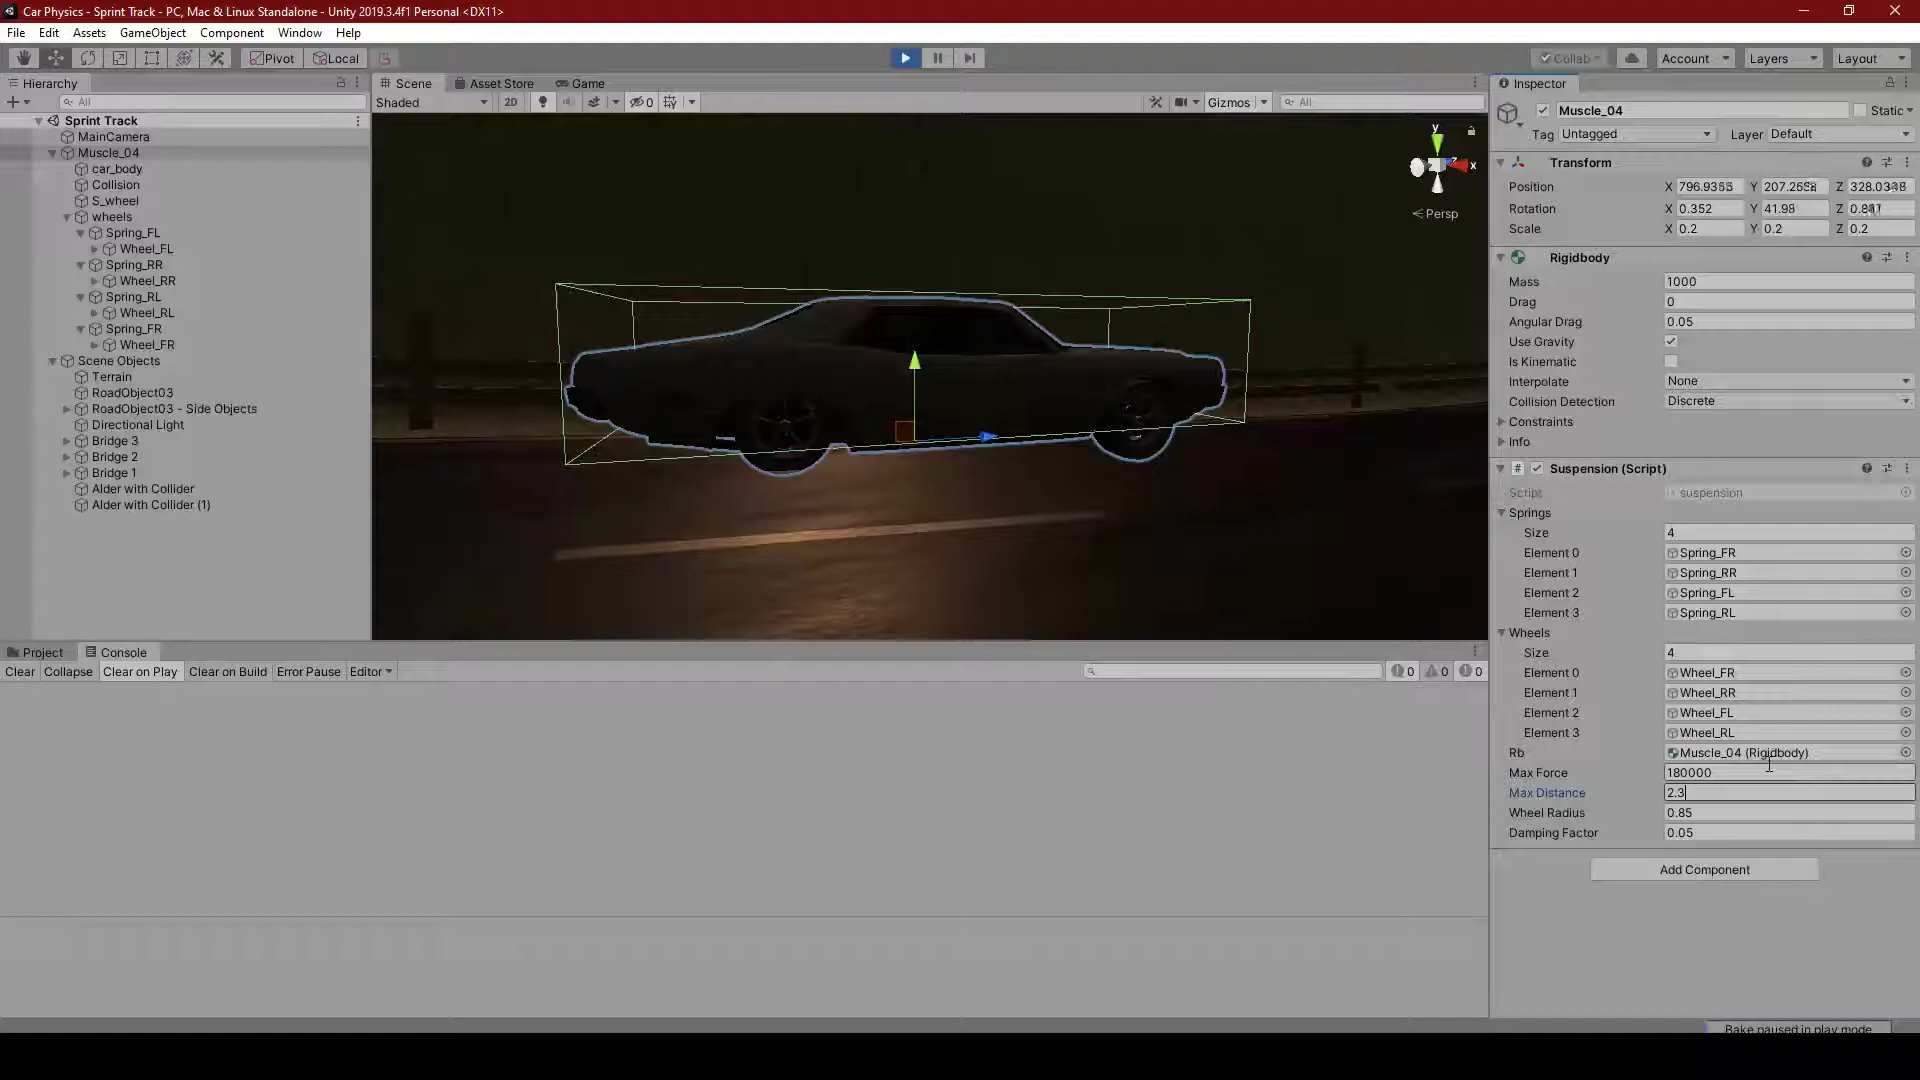 Car Physics - Sprint Track - PC, Mac & Linux Standalone - Unity 2019.3.4f1 Personal <DX11>
File Edit Assets GameObject Component Window Help
Pivot Local Collab Account Layers Layout
Hierarchy
All
Sprint Track
MainCamera
Muscle_04
car_body
Collision
S_wheel
wheels
Spring_FL
Wheel_FL
Spring_RR
Wheel_RR
Spring_RL
Wheel_RL
Spring_FR
Wheel_FR
Scene Objects
Terrain
RoadObject03
RoadObject03 - Side Objects
Directional Light
Bridge 3
Bridge 2
Bridge 1
Alder with Collider
Alder with Collider (1)
Scene Asset Store Game
Shaded 2D 0 Gizmos All
y
x
Persp
Project Console
Clear Collapse Clear on Play Clear on Build Error Pause Editor 0 0 0
Inspector
Muscle_04 Static
Tag Untagged Layer Default
Transform
Position X 796.9355 Y Z
Rotation X 0.352 Y 41.98 Z
Scale X 0.2 Y 0.2 Z 0.2
Rigidbody
Mass 1000
Drag 0
Angular Drag 0.05
Use Gravity
Is Kinematic
Interpolate None
Collision Detection Discrete
Constraints
Info
Suspension (Script)
Script suspension
Springs
Size 4
Element 0 Spring_FR
Element 1 Spring_RR
Element 2 Spring_FL
Element 3 Spring_RL
Wheels
Size 4
Element 0 Wheel_FR
Element 1 Wheel_RR
Element 2 Wheel_FL
Element 3 Wheel_RL
Rb Muscle_04 (Rigidbody)
Max Force 180000
Max Distance 2.3
Wheel Radius 0.85
Damping Factor 0.05
Add Component
Bake paused in play mode